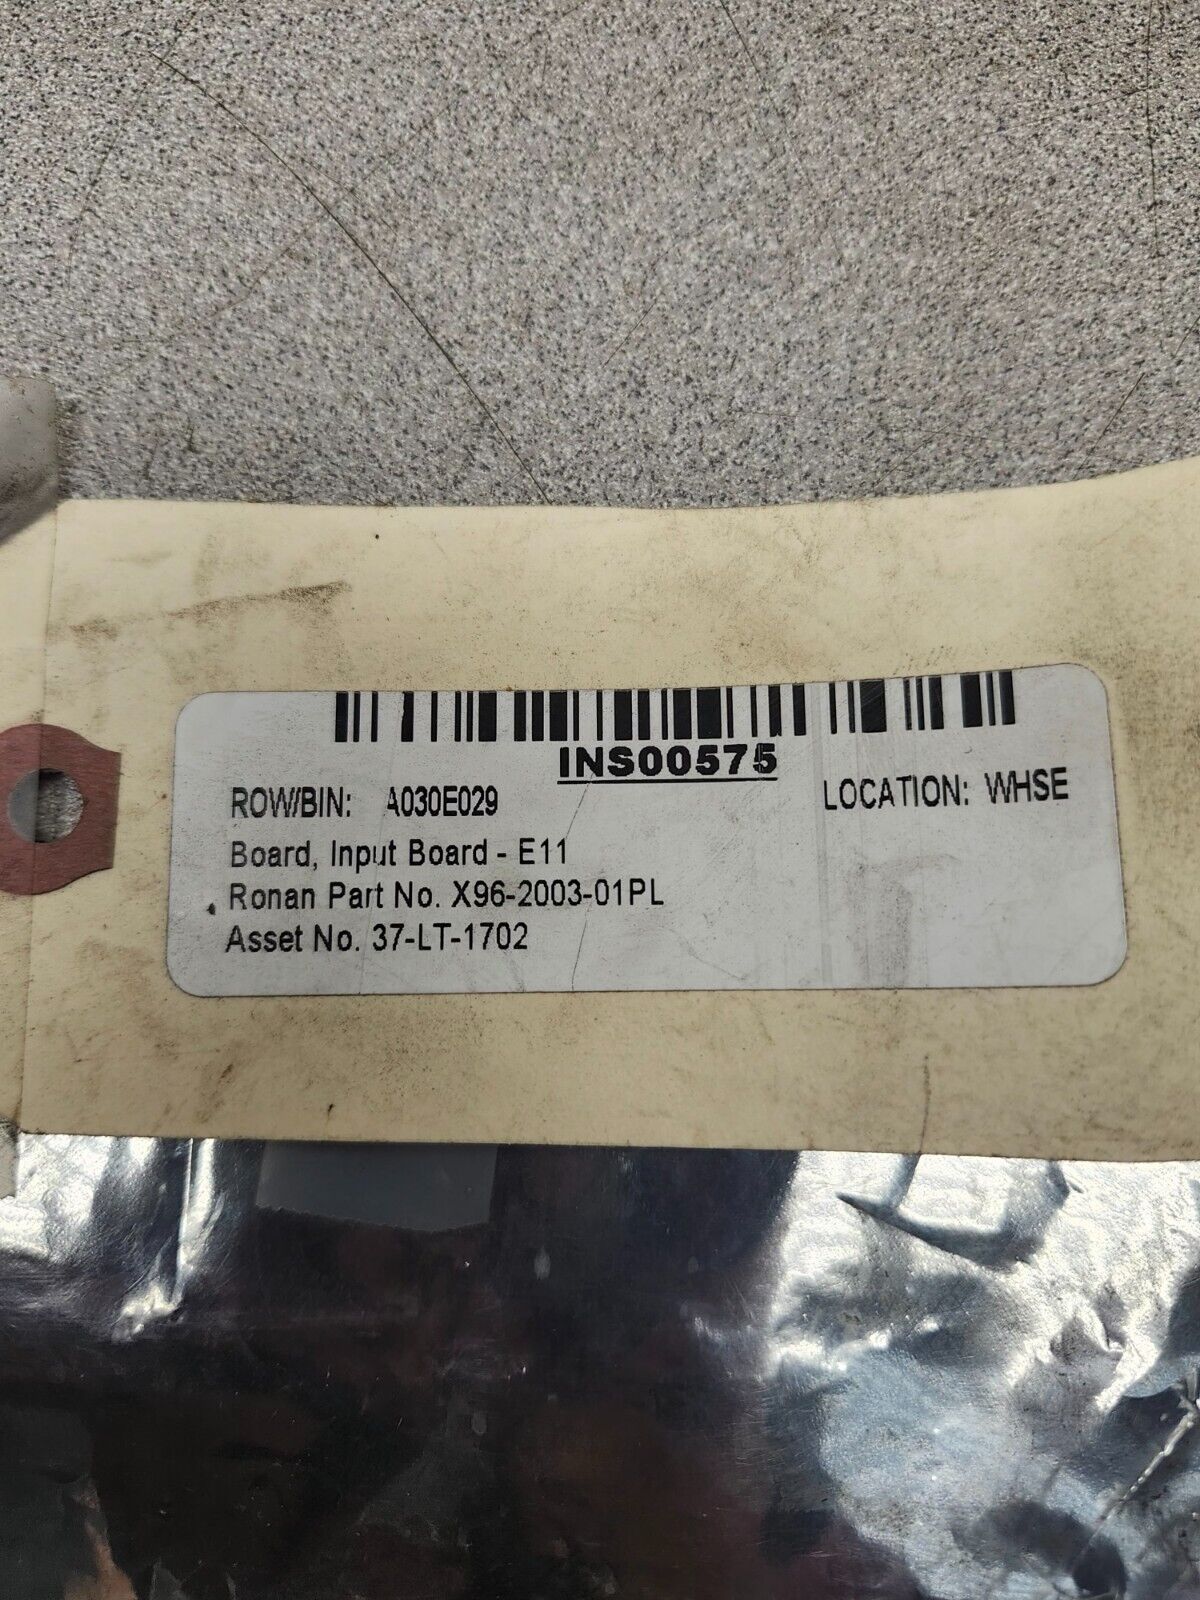 INS00575
ROW/BIN: A030E029 LOCATION: WHSE
Board, Input Board - E11
Ronan Part No. X96-2003-01PL
Asset No. 37-LT-1702